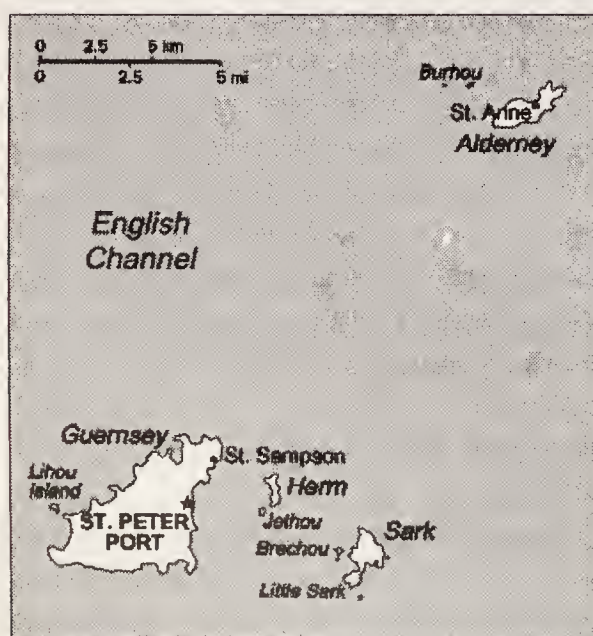 0 2.5 5 km
0 2.5 5 mi
Burhou
St. Anne
Alderney
English
Channel
Guernsey
St. Sampson
Lihou
Island
Herm
ST. PETER
PORT
Jethou
Sark
Brechou
Little Sark